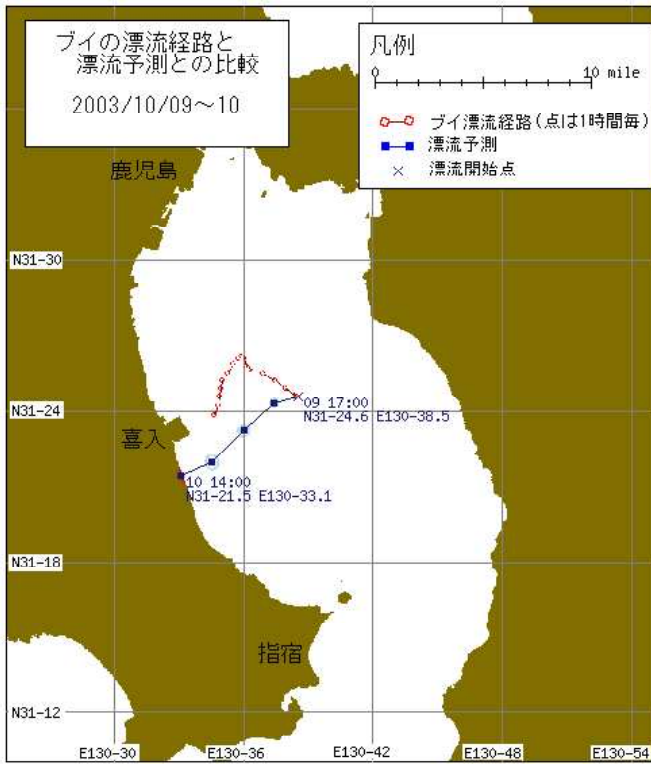 ブイの漂流経路と
漂流予測との比較
2003/10/09～10
凡例
0 10 mile
ブイ漂流経路(点は1時間毎)
漂流予測
漂流開始点
鹿児島
N31-30
N31-24
09 17:00
N31-24.6 E130-38.5
喜入
10 14:00
N31-21.5 E130-33.1
N31-18
指宿
N31-12
E130-30 E130-36 E130-42 E130-48 E130-54